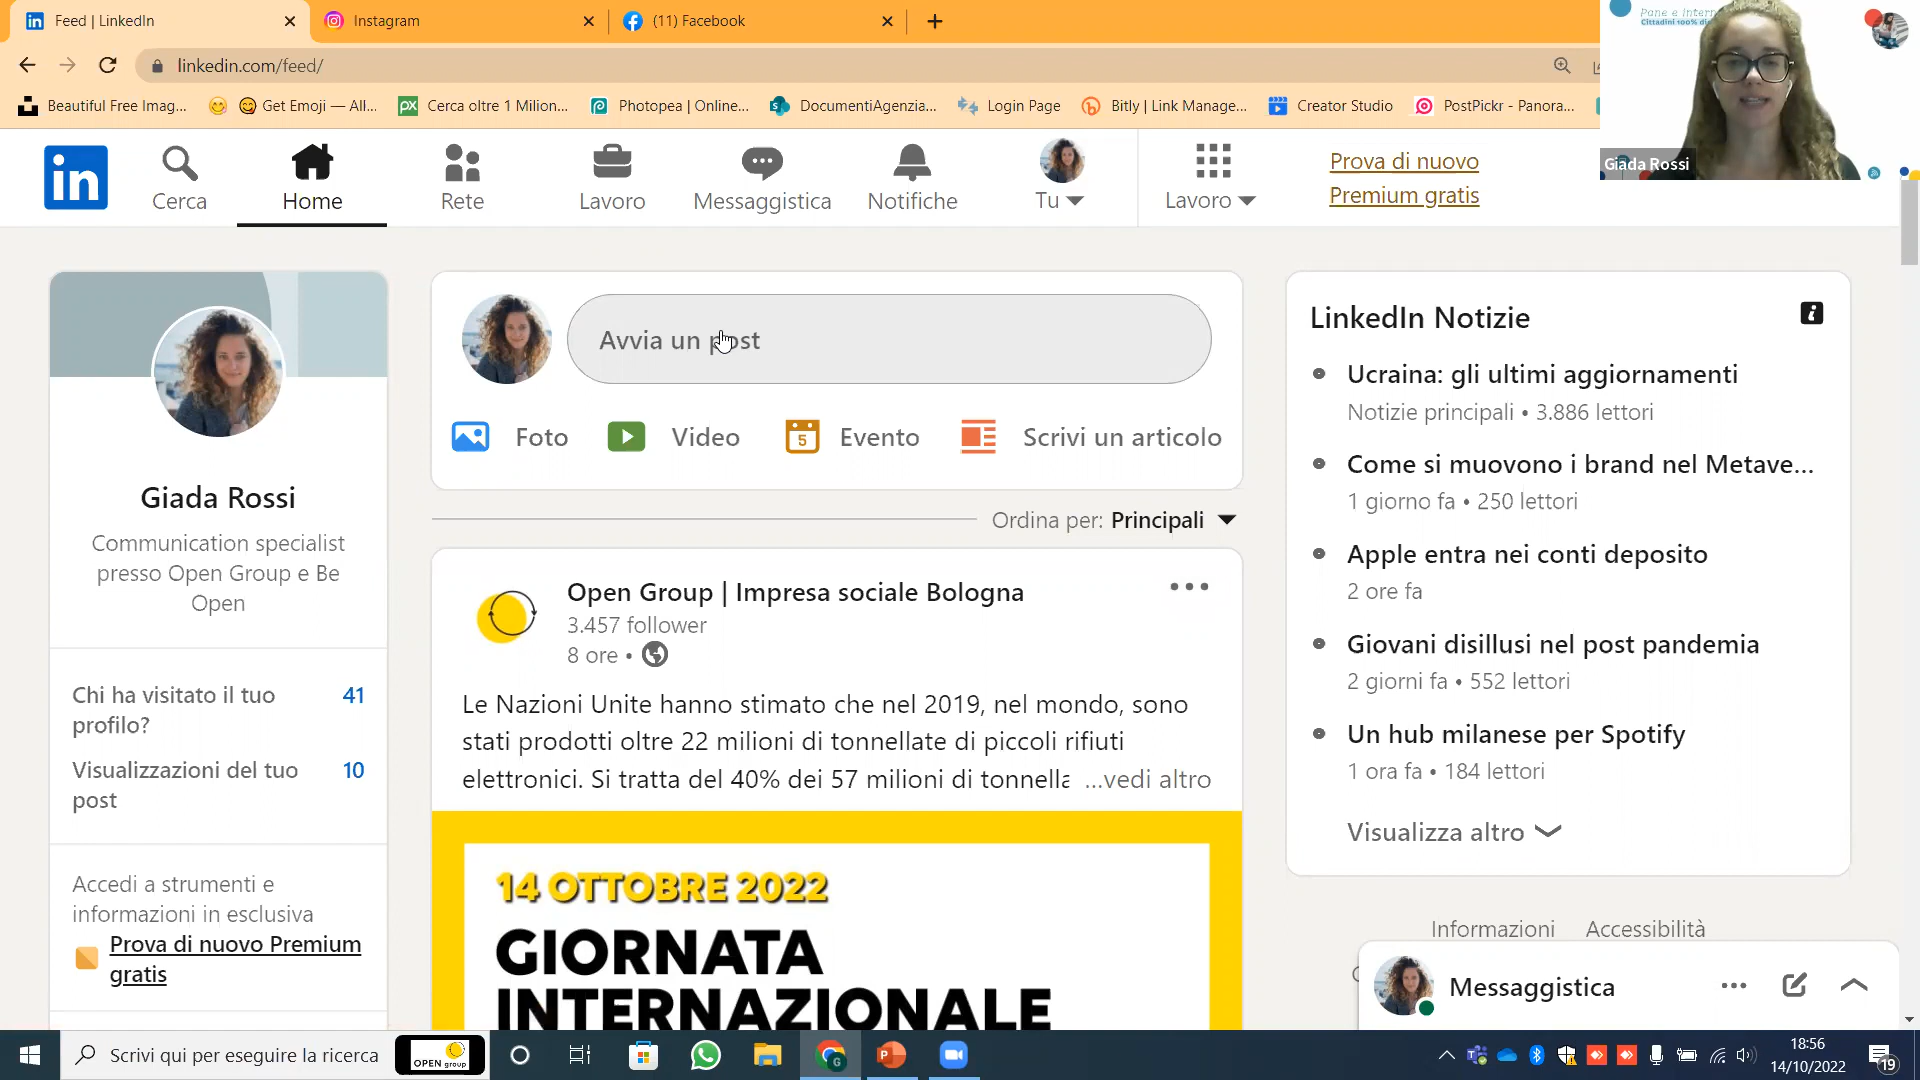 Feed | LinkedIn
Instagram
(11) Facebook
linkedin.com/feed/
Beautiful Free Imag...
Get Emoji — All...
Cerca oltre 1 Milion...
Photopea | Online...
DocumentiAgenzia...
Login Page
Bitly | Link Manage...
Creator Studio
PostPickr - Panora...
Giada Rossi
in
Cerca
Home
Rete
Lavoro
Messaggistica
Notifiche
Tu
Lavoro
Prova di nuovo
Premium gratis
Giada Rossi
Communication specialist
presso Open Group e Be
Open
Chi ha visitato il tuo
profilo?
41
Visualizzazioni del tuo
post
10
Accedi a strumenti e
informazioni in esclusiva
Prova di nuovo Premium
gratis
Avvia un post
Foto
Video
5
Evento
Scrivi un articolo
Ordina per: Principali
Open Group | Impresa sociale Bologna
3.457 follower
8 ore •
Le Nazioni Unite hanno stimato che nel 2019, nel mondo, sono
stati prodotti oltre 22 milioni di tonnellate di piccoli rifiuti
elettronici. Si tratta del 40% dei 57 milioni di tonnella ...vedi altro
14 OTTOBRE 2022
GIORNATA
INTERNAZIONALE
LinkedIn Notizie
Ucraina: gli ultimi aggiornamenti
Notizie principali • 3.886 lettori
Come si muovono i brand nel Metave...
1 giorno fa • 250 lettori
Apple entra nei conti deposito
2 ore fa
Giovani disillusi nel post pandemia
2 giorni fa • 552 lettori
Un hub milanese per Spotify
1 ora fa • 184 lettori
Visualizza altro
Informazioni
Accessibilità
Messaggistica
Scrivi qui per eseguire la ricerca
OPEN group
18:56
14/10/2022
19